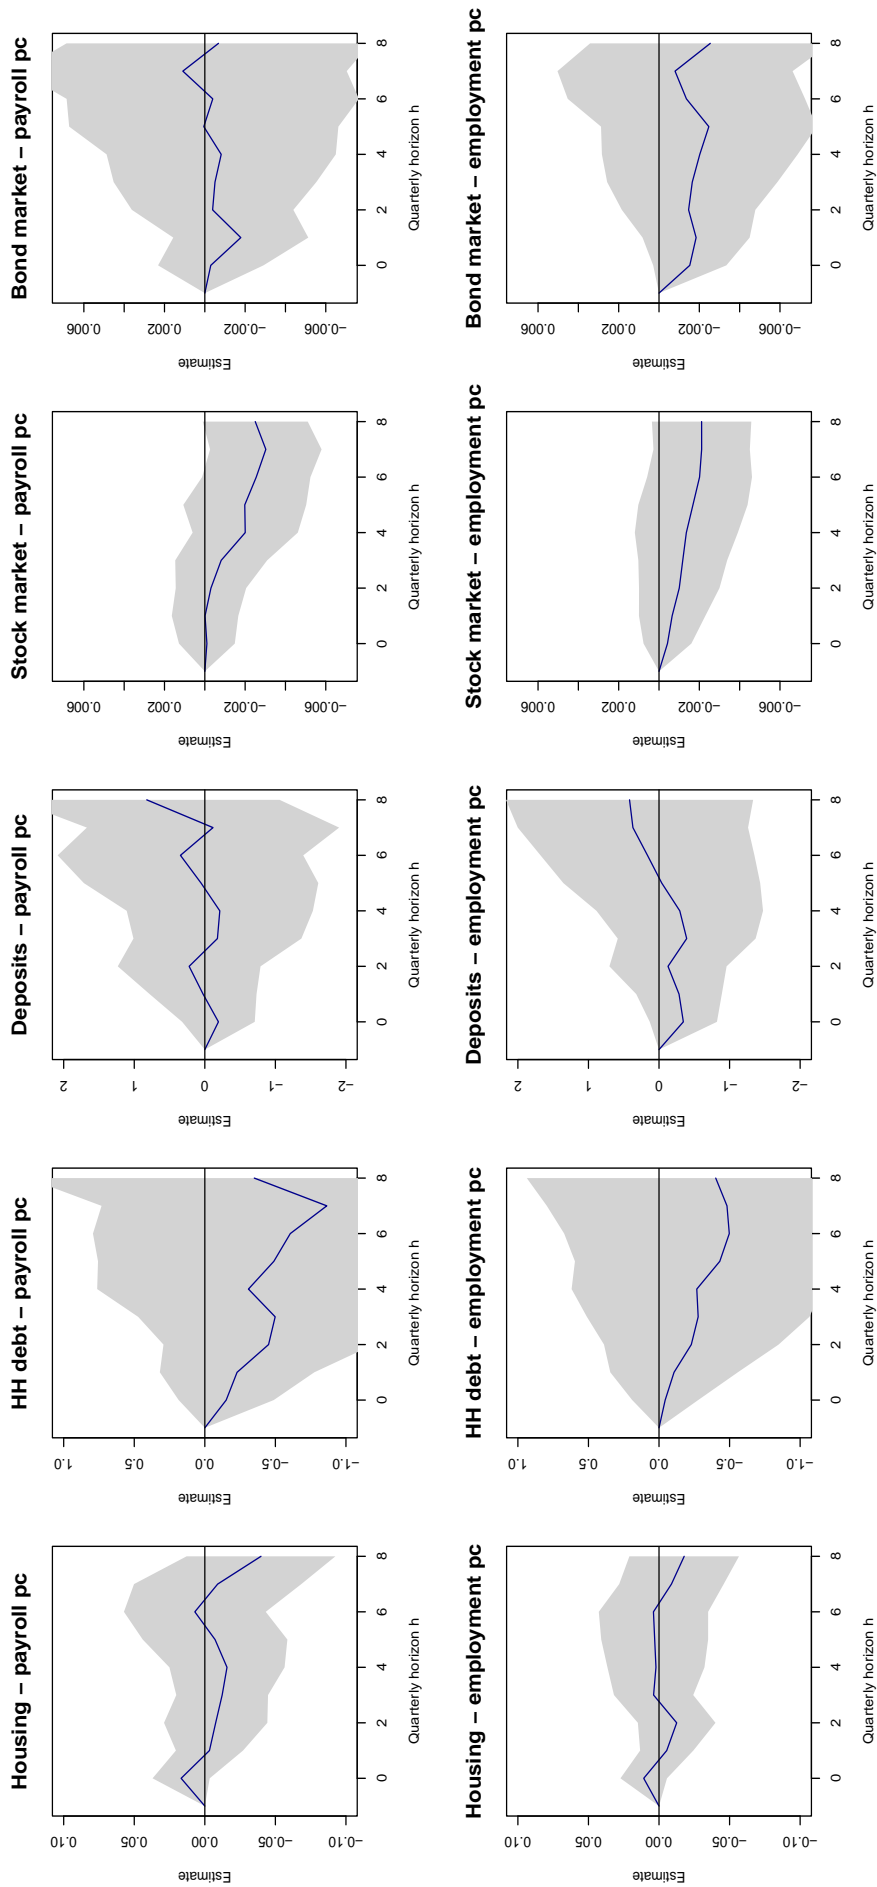 Housing − payroll pc
Estimate
0.10
0.05
0.00
−0.05
−0.10
0 2 4 6 8
Quarterly horizon h
HH debt − payroll pc
Estimate
1.0
0.5
0.0
−0.5
−1.0
0 2 4 6 8
Quarterly horizon h
Deposits − payroll pc
Estimate
2
1
0
−1
−2
0 2 4 6 8
Quarterly horizon h
Stock market − payroll pc
Estimate
0.006
0.002
−0.002
−0.006
0 2 4 6 8
Quarterly horizon h
Bond market − payroll pc
Estimate
0.006
0.002
−0.002
−0.006
0 2 4 6 8
Quarterly horizon h
Housing − employment pc
Estimate
0.10
0.05
0.00
−0.05
−0.10
0 2 4 6 8
Quarterly horizon h
HH debt − employment pc
Estimate
1.0
0.5
0.0
−0.5
−1.0
0 2 4 6 8
Quarterly horizon h
Deposits − employment pc
Estimate
2
1
0
−1
−2
0 2 4 6 8
Quarterly horizon h
Stock market − employment pc
Estimate
0.006
0.002
−0.002
−0.006
0 2 4 6 8
Quarterly horizon h
Bond market − employment pc
Estimate
0.006
0.002
−0.002
−0.006
0 2 4 6 8
Quarterly horizon h